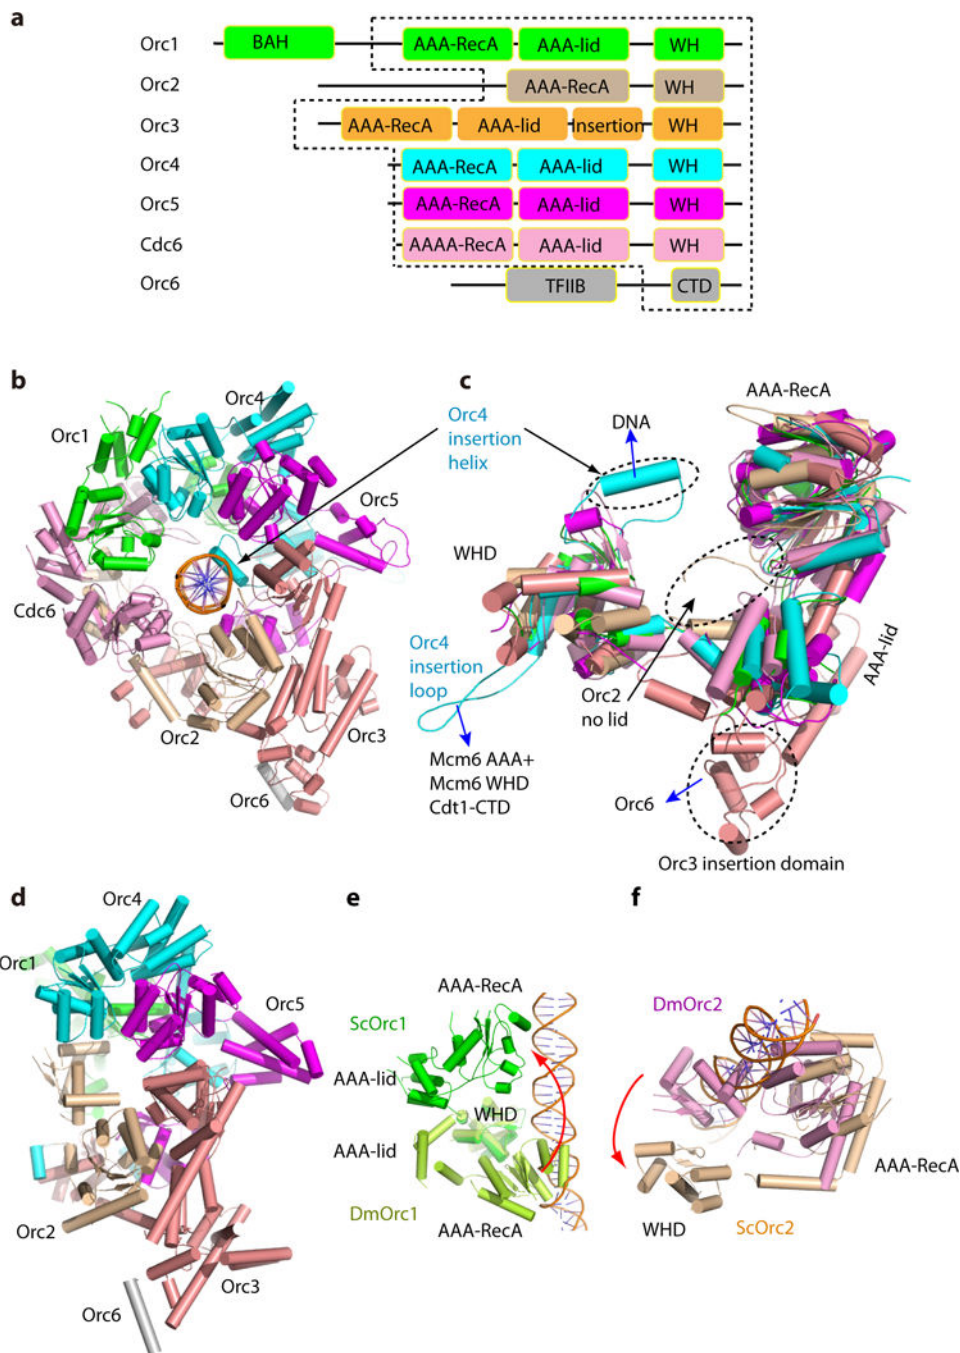 a
Orc1 BAH AAA-RecA AAA-lid WH
Orc2 AAA-RecA WH
Orc3 AAA-RecA AAA-lid Insertion WH
Orc4 AAA-RecA AAA-lid WH
Orc5 AAA-RecA AAA-lid WH
Cdc6 AAAA-RecA AAA-lid WH
Orc6 TFIIB CTD
b
Orc4
Orc1
Orc5
Cdc6
Orc2
Orc3
Orc6
Orc4
insertion
helix
c
AAA-RecA
DNA
WHD
Orc4
insertion
loop
Orc2
no lid
AAA-lid
Mcm6 AAA+
Mcm6 WHD
Cdt1-CTD
Orc6
Orc3 insertion domain
d
Orc4
Orc1
Orc5
Orc2
Orc3
Orc6
e
AAA-RecA
ScOrc1
AAA-lid
WHD
AAA-lid
DmOrc1
AAA-RecA
f
DmOrc2
AAA-RecA
WHD
ScOrc2